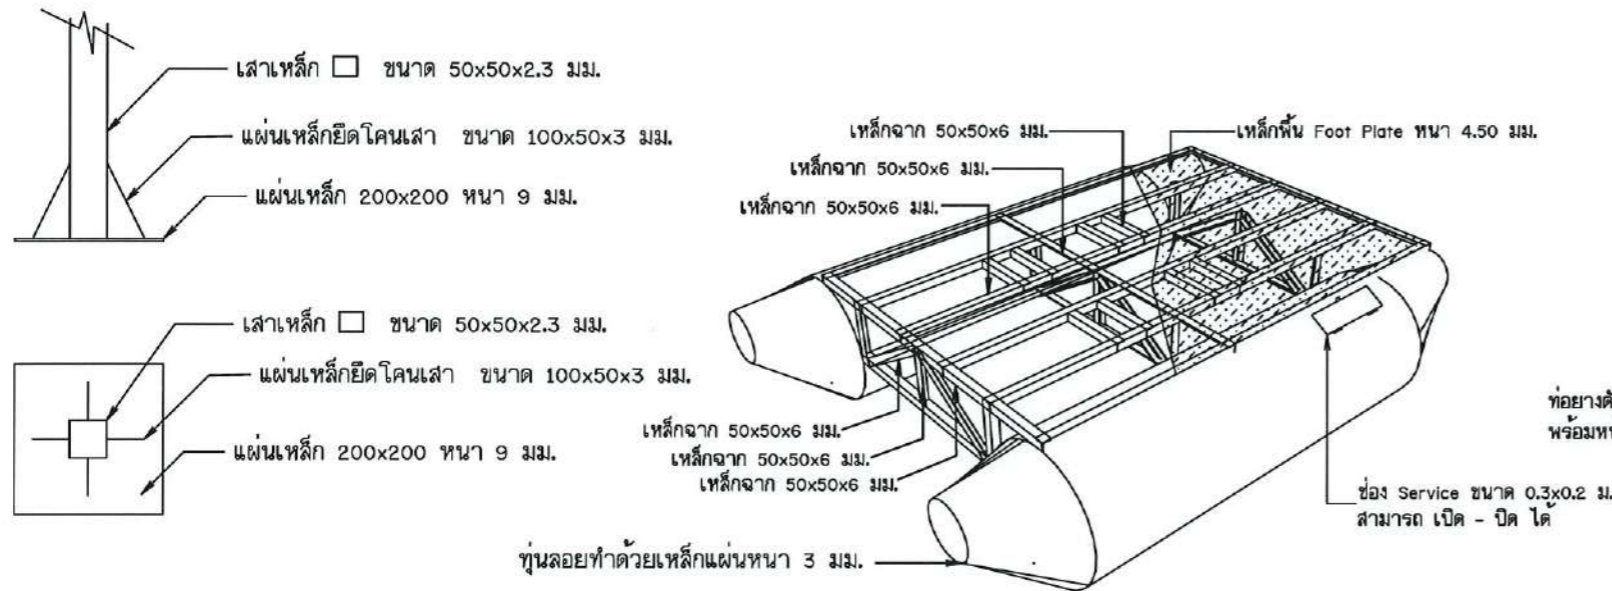 เสาเหล็ก □ ขนาด 50x50x2.3 มม.
แผ่นเหล็กยึดโคนเสา ขนาด 100x50x3 มม.
แผ่นเหล็ก 200x200 หนา 9 มม.
เสาเหล็ก □ ขนาด 50x50x2.3 มม.
แผ่นเหล็กยึดโคนเสา ขนาด 100x50x3 มม.
แผ่นเหล็ก 200x200 หนา 9 มม.
เหล็กฉาก 50x50x6 มม.
เหล็กพื้น Foot Plate หนา 4.50 มม.
เหล็กฉาก 50x50x6 มม.
เหล็กฉาก 50x50x6 มม.
เหล็กฉาก 50x50x6 มม.
เหล็กฉาก 50x50x6 มม.
เหล็กฉาก 50x50x6 มม.
ท่อยาง
ช่อง Service ขนาด 0.3x0.2 ม.
สามารถ เปิด - ปิด ได้
ทุ่นลอยทำด้วยเหล็กแผ่นหนา 3 มม.